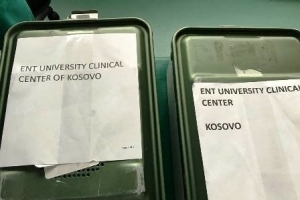 ENT UNIVERSITY CLINICAL
CENTER OF KOSOVO
ENT UNIVERSITY CLINICAL
CENTER
KOSOVO